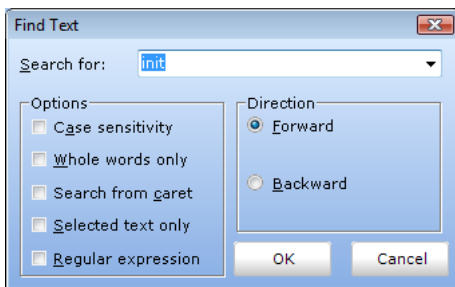 Find Text
Search for: init
Options
Case sensitivity
Whole words only
Search from caret
Selected text only
Regular expression
Direction
Forward
Backward
OK Cancel